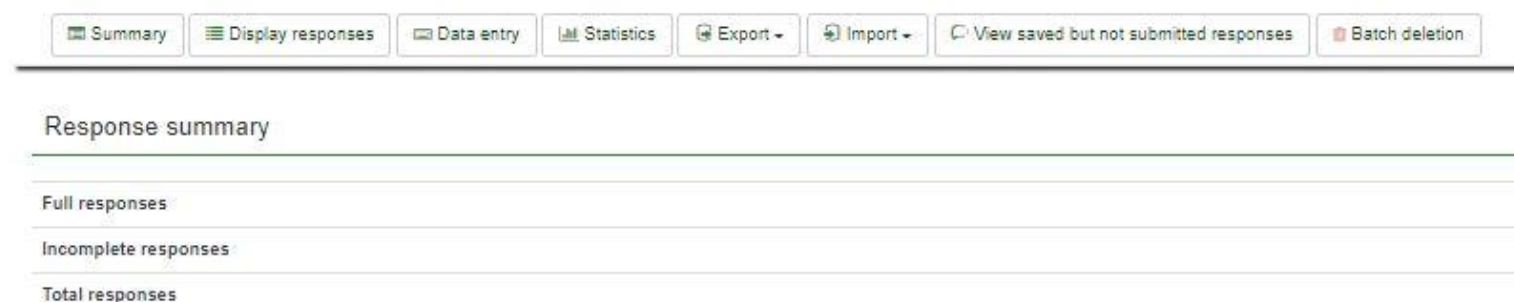 Summary Display responses Data entry Statistics Export Import View saved but not submitted responses Batch deletion
Response summary
Full responses
Incomplete responses
Total responses